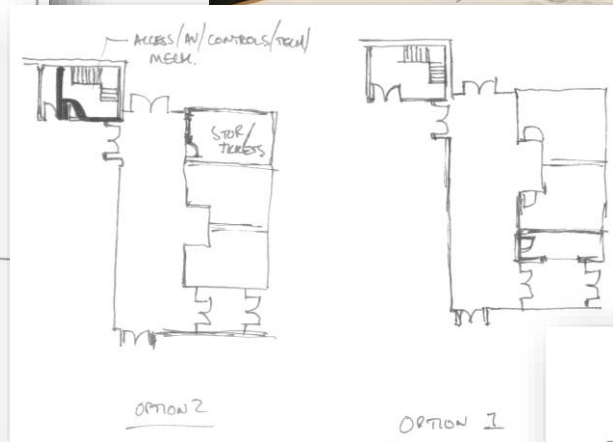 ACCESS/AV/CONTROLS/TECH/
MECH.
STOR/
TICKETS
OPTION 2
OPTION 1